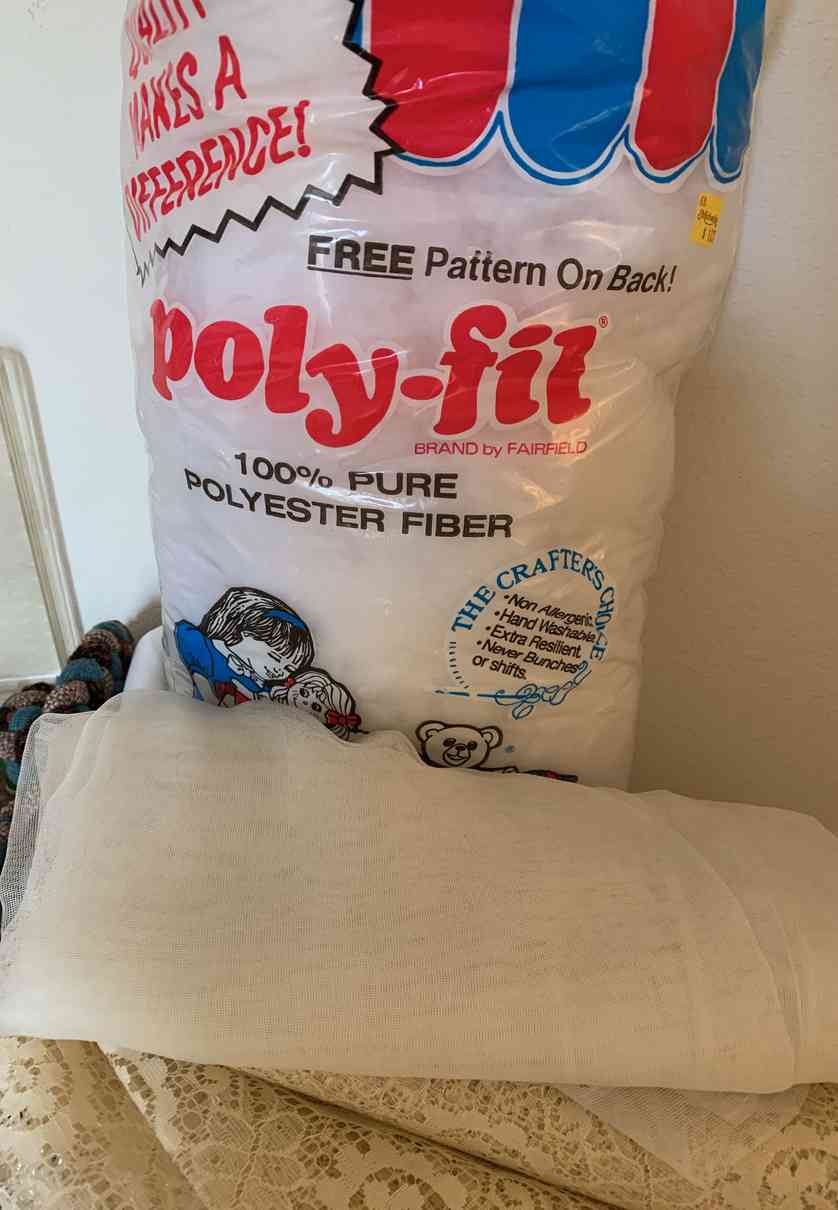 QUALITY
MAKES A
DIFFERENCE!
FREE Pattern On Back!
poly-fil®
BRAND by FAIRFIELD
100% PURE
POLYESTER FIBER
THE CRAFTER'S CHOICE
•Non Allergenic.
•Hand Washable.
•Extra Resilient.
•Never Bunches
or shifts.
®